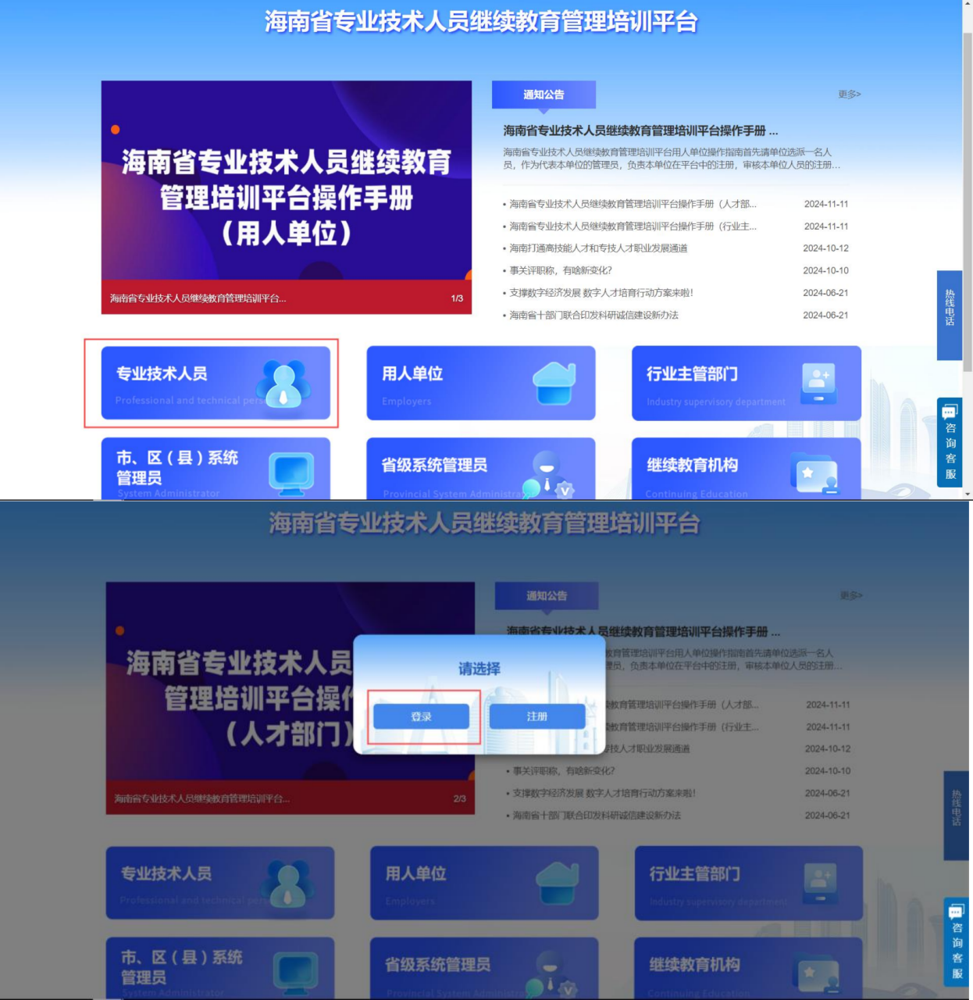 海南省专业技术人员继续教育管理培训平台
海南省专业技术人员继续教育
管理培训平台操作手册
（用人单位）
海南省专业技术人员继续教育管理培训平台...
1/3
通知公告
更多>
海南省专业技术人员继续教育管理培训平台操作手册 ...
海南省专业技术人员继续教育管理培训平台用人单位操作指南首先请单位选派一名人
员，作为代表本单位的管理员，负责本单位在平台中的注册，审核本单位人员的注册...
• 海南省专业技术人员继续教育管理培训平台操作手册（人才部... 2024-11-11
• 海南省专业技术人员继续教育管理培训平台操作手册（行业主... 2024-11-11
• 海南打通高技能人才和专技人才职业发展通道 2024-10-12
• 事关评职称，有啥新变化? 2024-10-10
• 支撑数字经济发展 数字人才培育行动方案来啦! 2024-06-21
• 海南省十部门联合印发科研诚信建设新办法 2024-06-21
热线电话
专业技术人员
Professional and technical pers
用人单位
Employers
行业主管部门
Industry supervisory department
咨询客服
市、区（县）系统
管理员
System Administrator
省级系统管理员
Provincial System Administra
继续教育机构
Continuing Education
海南省专业技术人员继续教育管理培训平台
海南省专业技术人员
管理培训平台操作
（人才部门）
海南省专业技术人员继续教育管理培训平台...
2/3
通知公告
更多>
海南省专业技术人员继续教育管理培训平台操作手册 ...
教育管理培训平台用人单位操作指南首先请单位选派一名人
理员，负责本单位在平台中的注册，审核本单位人员的注册...
教育管理培训平台操作手册（人才部... 2024-11-11
教育管理培训平台操作手册（行业主... 2024-11-11
专技人才职业发展通道 2024-10-12
• 事关评职称，有啥新变化? 2024-10-10
• 支撑数字经济发展 数字人才培育行动方案来啦! 2024-06-21
• 海南省十部门联合印发科研诚信建设新办法 2024-06-21
请选择
登录
注册
热线电话
专业技术人员
Professional and technical pers
用人单位
Employers
行业主管部门
Industry supervisory department
咨询客服
市、区（县）系统
管理员
System Administrator
省级系统管理员
Provincial System Administra
继续教育机构
Continuing Education